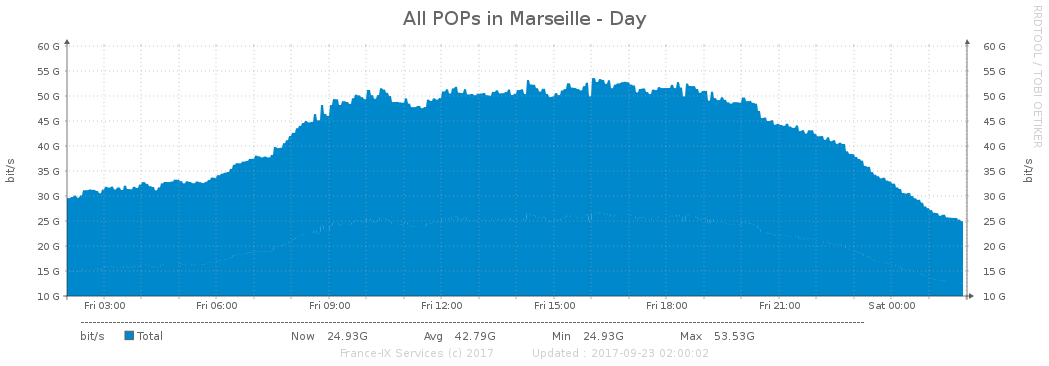 All POPs in Marseille - Day
RRDTOOL / TOBI OETIKER
bit/s
60 G
55 G
50 G
45 G
40 G
35 G
30 G
25 G
20 G
15 G
10 G
60 G
55 G
50 G
45 G
40 G
35 G
30 G
25 G
20 G
15 G
10 G
bit/s
Fri 03:00 Fri 06:00 Fri 09:00 Fri 12:00 Fri 15:00 Fri 18:00 Fri 21:00 Sat 00:00
bit/s Total Now 24.93G Avg 42.79G Min 24.93G Max 53.53G
France-IX Services (c) 2017 Updated : 2017-09-23 02:00:02